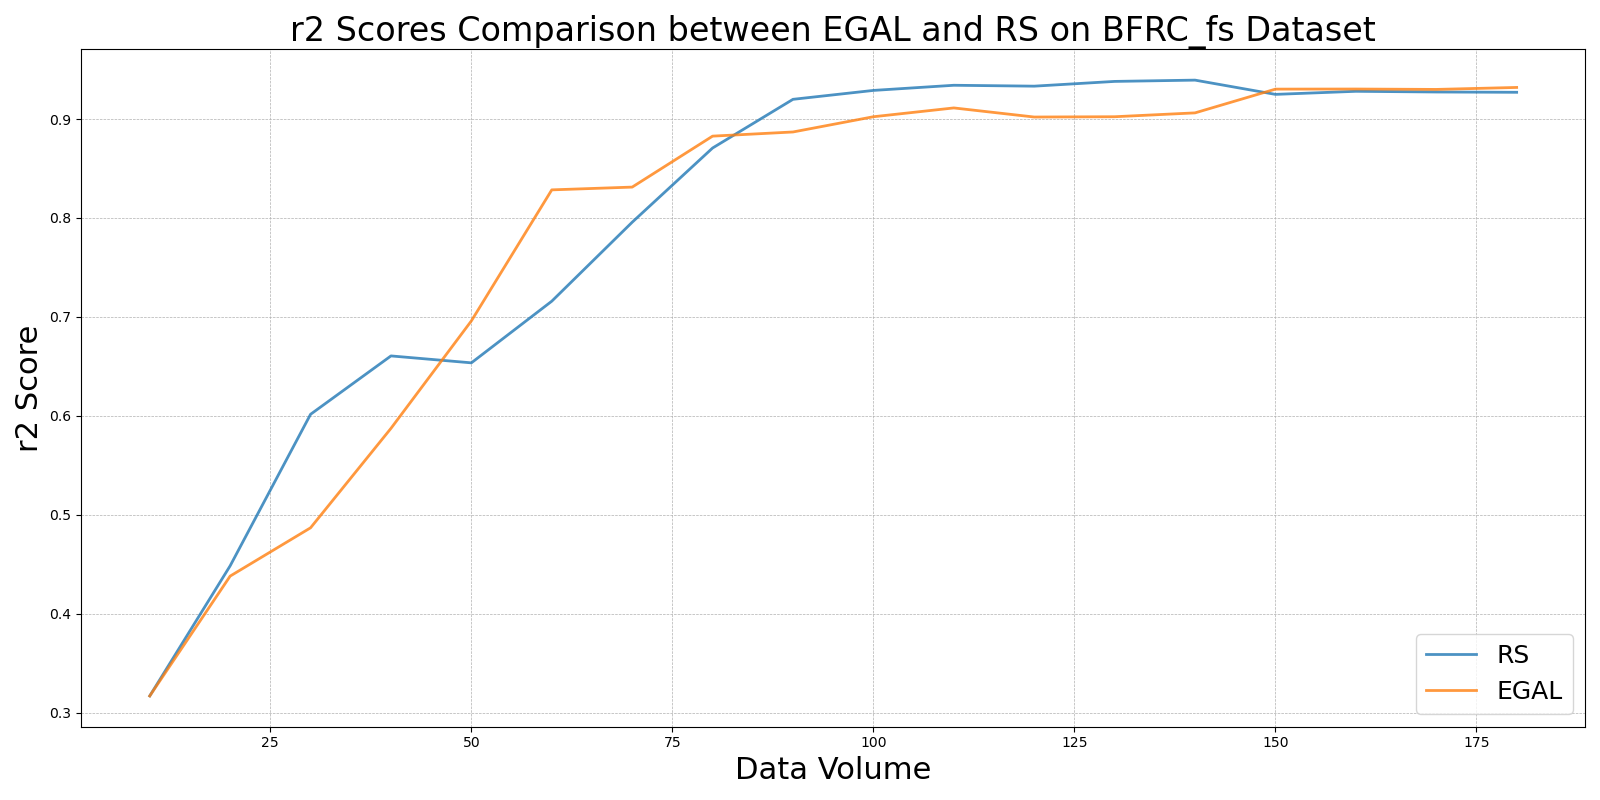 r2 Scores Comparison between EGAL and RS on BFRC_fs Dataset
r2 Score
0.9
0.8
0.7
0.6
0.5
0.4
0.3
RS
EGAL
25 50 75 100 125 150 175
Data Volume